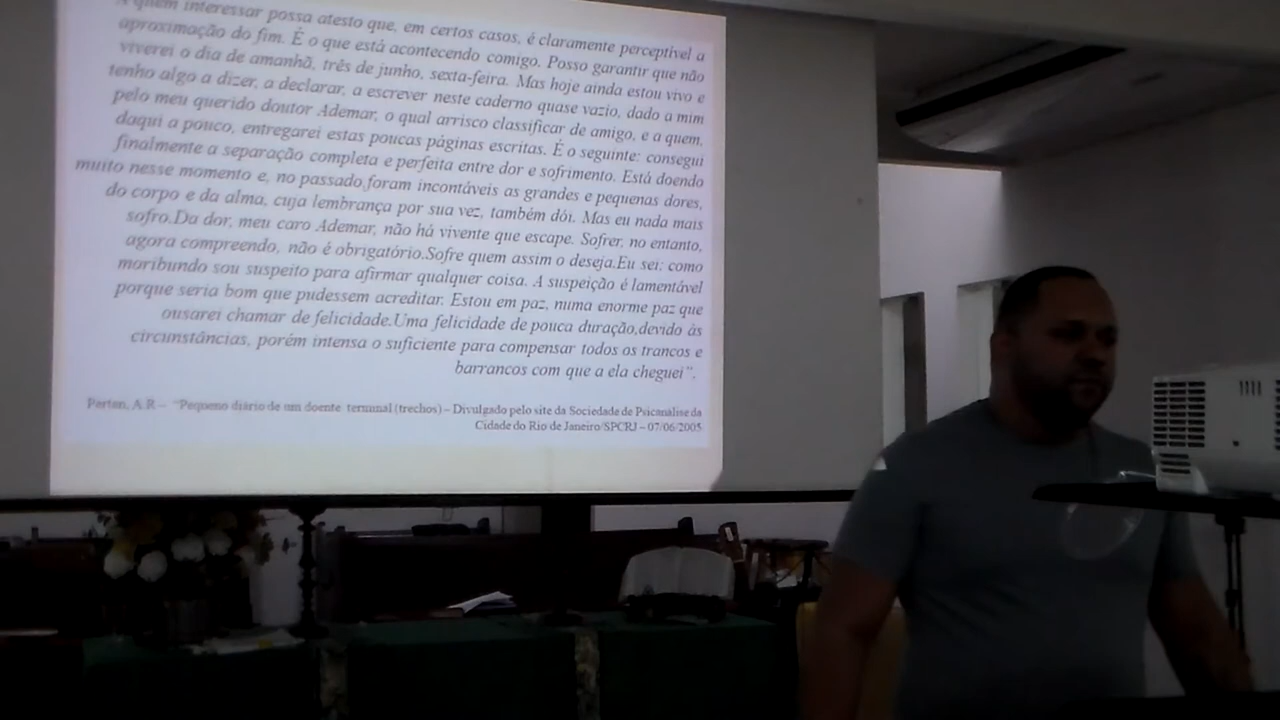 A quem interessar possa atesto que, em certos casos, é claramente perceptível a
aproximação do fim. É o que está acontecendo comigo. Posso garantir que não
viverei o dia de amanhã, três de junho, sexta-feira. Mas hoje ainda estou vivo e
tenho algo a dizer, a declarar, a escrever neste caderno quase vazio, dado a mim
pelo meu querido doutor Ademar, o qual arrisco classificar de amigo, e a quem,
daqui a pouco, entregarei estas poucas páginas escritas. É o seguinte: consegui
finalmente a separação completa e perfeita entre dor e sofrimento. Está doendo
muito nesse momento e, no passado,foram incontáveis as grandes e pequenas dores,
do corpo e da alma, cuja lembrança por sua vez, também dói. Mas eu nada mais
sofro.Da dor, meu caro Ademar, não há vivente que escape. Sofrer, no entanto,
agora compreendo, não é obrigatório.Sofre quem assim o deseja.Eu sei: como
moribundo sou suspeito para afirmar qualquer coisa. A suspeição é lamentável
porque seria bom que pudessem acreditar. Estou em paz, numa enorme paz que
ousarei chamar de felicidade.Uma felicidade de pouca duração,devido às
circunstâncias, porém intensa o suficiente para compensar todos os trancos e
barrancos com que a ela cheguei”.
A.P. – “Pequeno diário de um doente terminal (trechos) – Divulgado pelo site da Sociedade de Psicanálise da
Cidade do Rio de Janeiro/SPCRJ – 07/06/2005